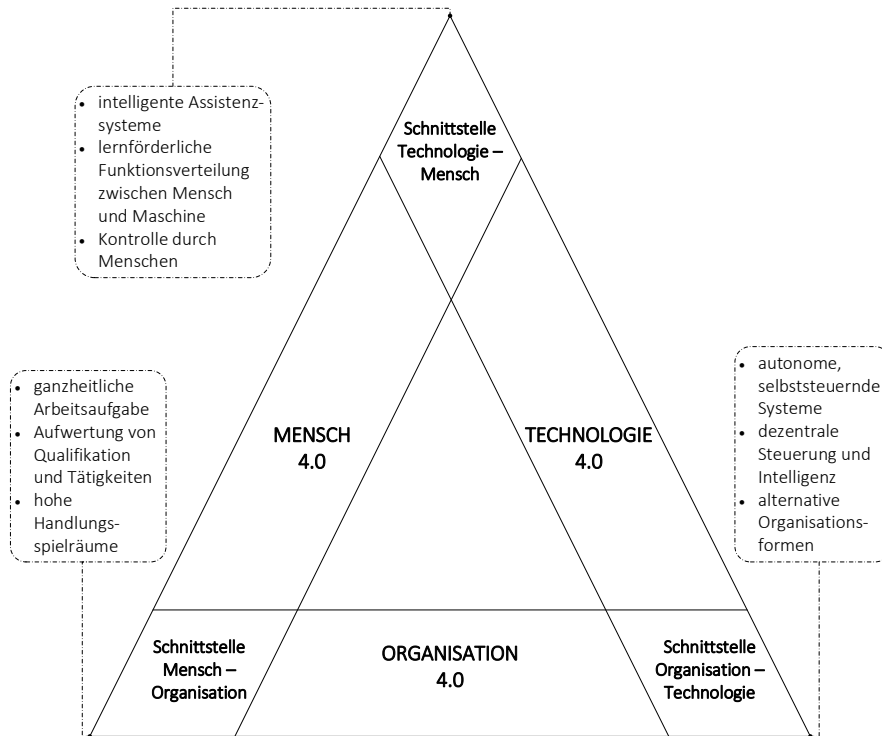 • intelligente Assistenz-
systeme
• lernförderliche
Funktionsverteilung
zwischen Mensch
und Maschine
• Kontrolle durch
Menschen
Schnittstelle
Technologie –
Mensch
• ganzheitliche
Arbeitsaufgabe
• Aufwertung von
Qualifikation
und Tätigkeiten
• hohe
Handlungs-
spielräume
MENSCH
4.0
TECHNOLOGIE
4.0
• autonome,
selbststeuernde
Systeme
• dezentrale
Steuerung und
Intelligenz
• alternative
Organisations-
formen
Schnittstelle
Mensch –
Organisation
ORGANISATION
4.0
Schnittstelle
Organisation –
Technologie